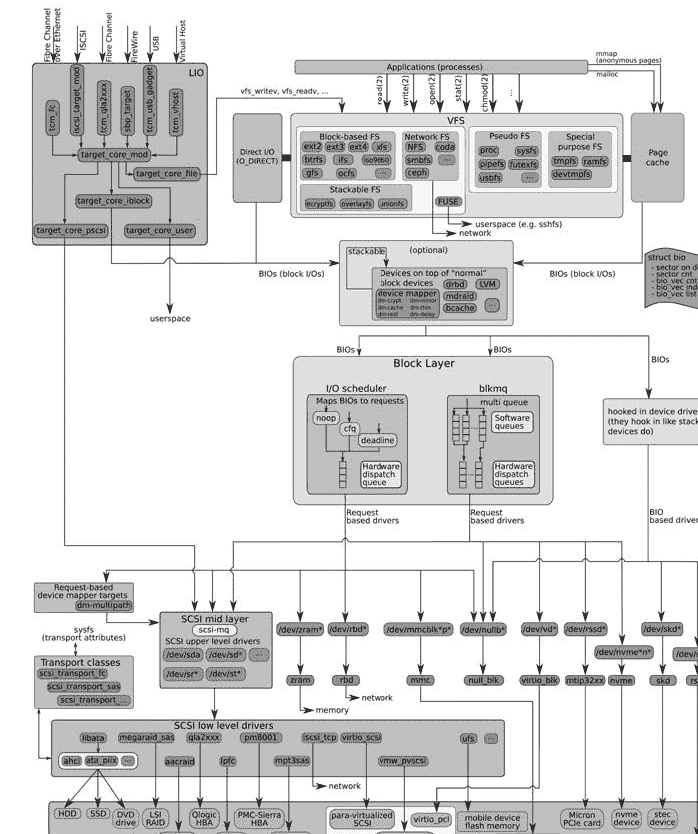 Fibre Channel
over Ethernet
ISCSI
Fibre Channel
FireWire
USB
Virtual Host
LIO
tcm_fc
iscsi_target_mod
tcm_qla2xxx
sbp_target
tcm_usb_gadget
tcm_vhost
target_core_mod
target_core_file
target_core_iblock
target_core_pscsi
target_core_user
userspace
vfs_writev, vfs_readv, ...
Applications (processes)
mmap
(anonymous pages)
malloc
read(2)
write(2)
open(2)
stat(2)
chmod(2)
...
Direct I/O
(O_DIRECT)
VFS
Block-based FS
ext2 ext3 ext4 xfs
btrfs ifs iso9660 ...
gfs ocfs ...
Network FS
NFS coda
smbfs ...
ceph
Pseudo FS
proc sysfs
pipefs futexfs
usbfs ...
Special
purpose FS
tmpfs ramfs
devtmpfs
Stackable FS
ecryptfs overlayfs unionfs
FUSE
Page
cache
userspace (e.g. sshfs)
network
BIOs (block I/Os)
BIOs (block I/Os)
stackable
(optional)
Devices on top of "normal"
block devices
drbd LVM
device mapper
dm-crypt dm-mirror
dm-cache dm-thin
dm-raid dm-delay
mdraid
bcache
...
struct bio
- sector on d
- sector cnt
- bio_vec cnt
- bio_vec inde
- bio_vec list
BIOs
BIOs
BIOs
Block Layer
I/O scheduler
Maps BIOs to requests
noop
cfq
deadline
Hardware
dispatch
queue
blkmq
multi queue
Software
queues
Hardware
dispatch
queues
hooked in device drive
(they hook in like stack
devices do)
Request
based drivers
Request
based drivers
BIO
based driver
Request-based
device mapper targets
dm-multipath
sysfs
(transport attributes)
Transport classes
scsi_transport_fc
scsi_transport_sas
scsi_transport_...
SCSI mid layer
scsi-mq
SCSI upper level drivers
/dev/sda /dev/sd* ...
/dev/sr* /dev/st*
/dev/zram*
/dev/rbd*
/dev/mmcblk*p*
/dev/nullb*
/dev/vd*
/dev/rssd*
/dev/skd*
/dev/nvme*n*
/dev/
zram
rbd
mmc
null_blk
virtio_blk
mtip32xx
nvme
skd
rs
network
memory
SCSI low level drivers
libata
megaraid_sas
qla2xxx
pm8001
iscsi_tcp
virtio_scsi
ufs
...
ahci ata_piix ...
aacraid
lpfc
mpt3sas
vmw_pvscsi
network
HDD
SSD
DVD
drive
LSI
RAID
Qlogic
HBA
PMC-Sierra
HBA
para-virtualized
SCSI
virtio_pci
mobile device
flash memory
Micron
PCIe card
nvme
device
stec
device